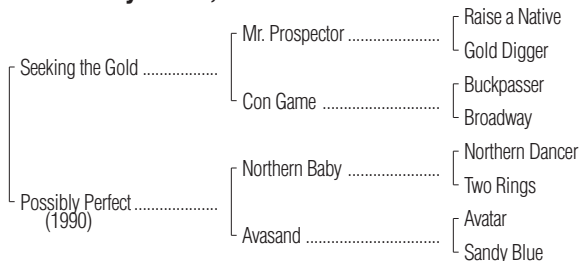 Raise a Native
Mr. Prospector ......................
Gold Digger
Seeking the Gold ..................
Buckpasser
Con Game ............................
Broadway
Northern Dancer
Northern Baby ......................
Two Rings
Possibly Perfect ....................
(1990)
Avatar
Avasand ................................
Sandy Blue